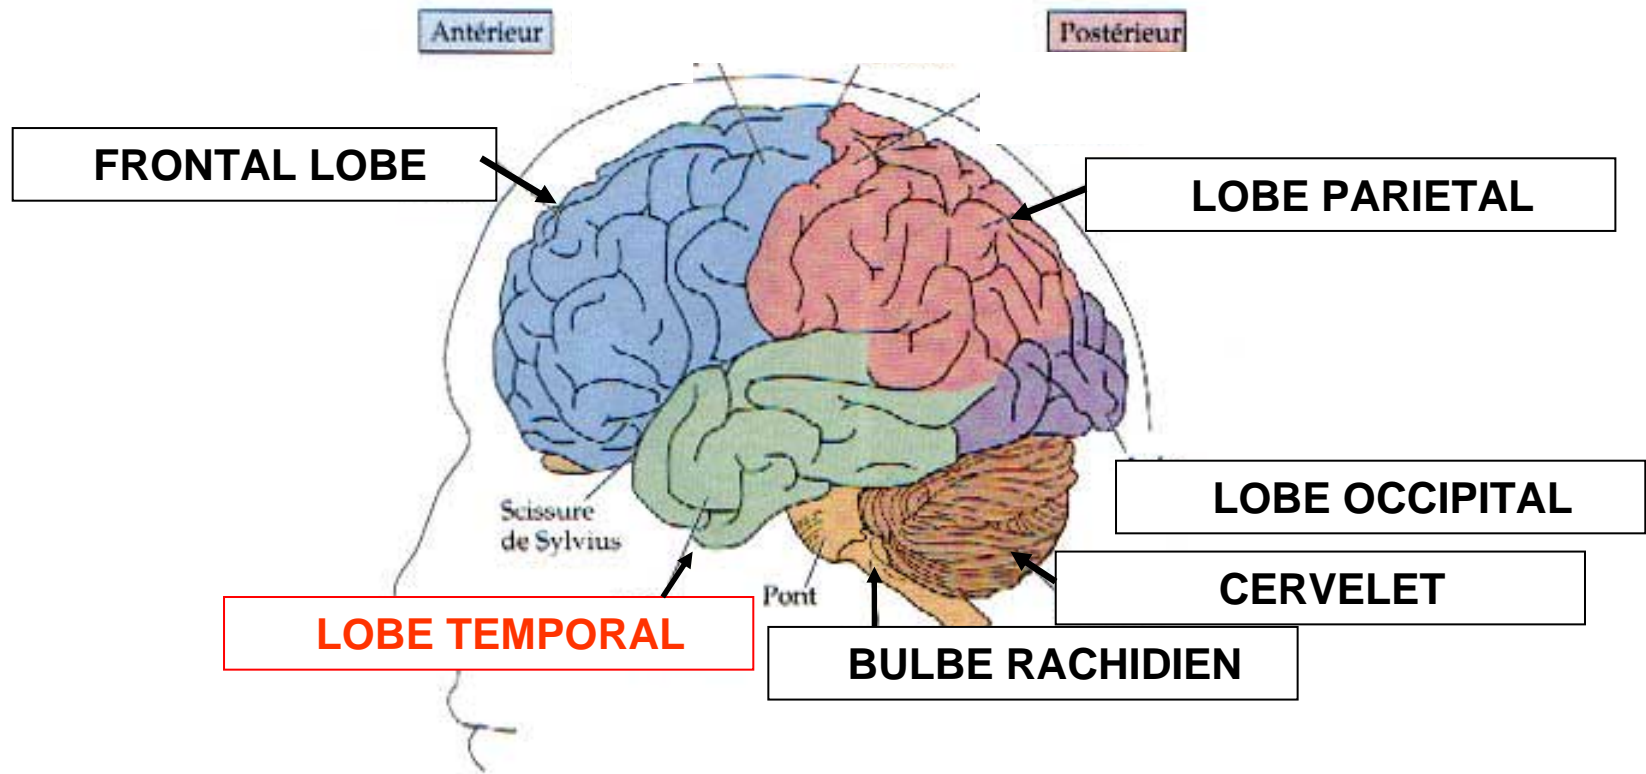 Antérieur
Postérieur
FRONTAL LOBE
LOBE PARIETAL
LOBE OCCIPITAL
Scissure
de Sylvius
CERVELET
Pont
LOBE TEMPORAL
BULBE RACHIDIEN